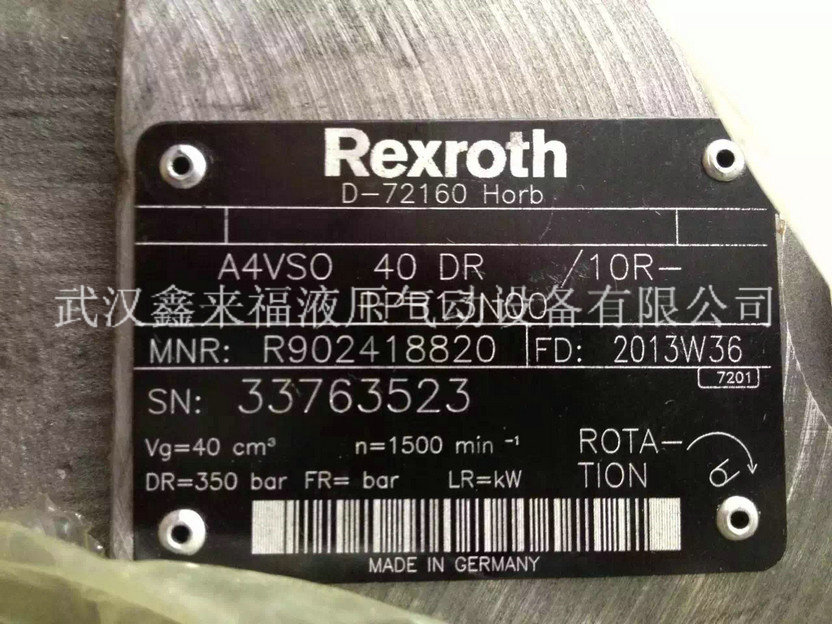 Rexroth
D-72160 Horb
A4VSO 40 DR /10R-
PPB13N00
武汉鑫来福液压气动设备有限公司
MNR: R902418820 FD: 2013W36
7201
SN: 33763523
Vg=40 cm³ n=1500 min⁻¹ ROTA-
DR=350 bar FR= bar LR=kW TION
MADE IN GERMANY